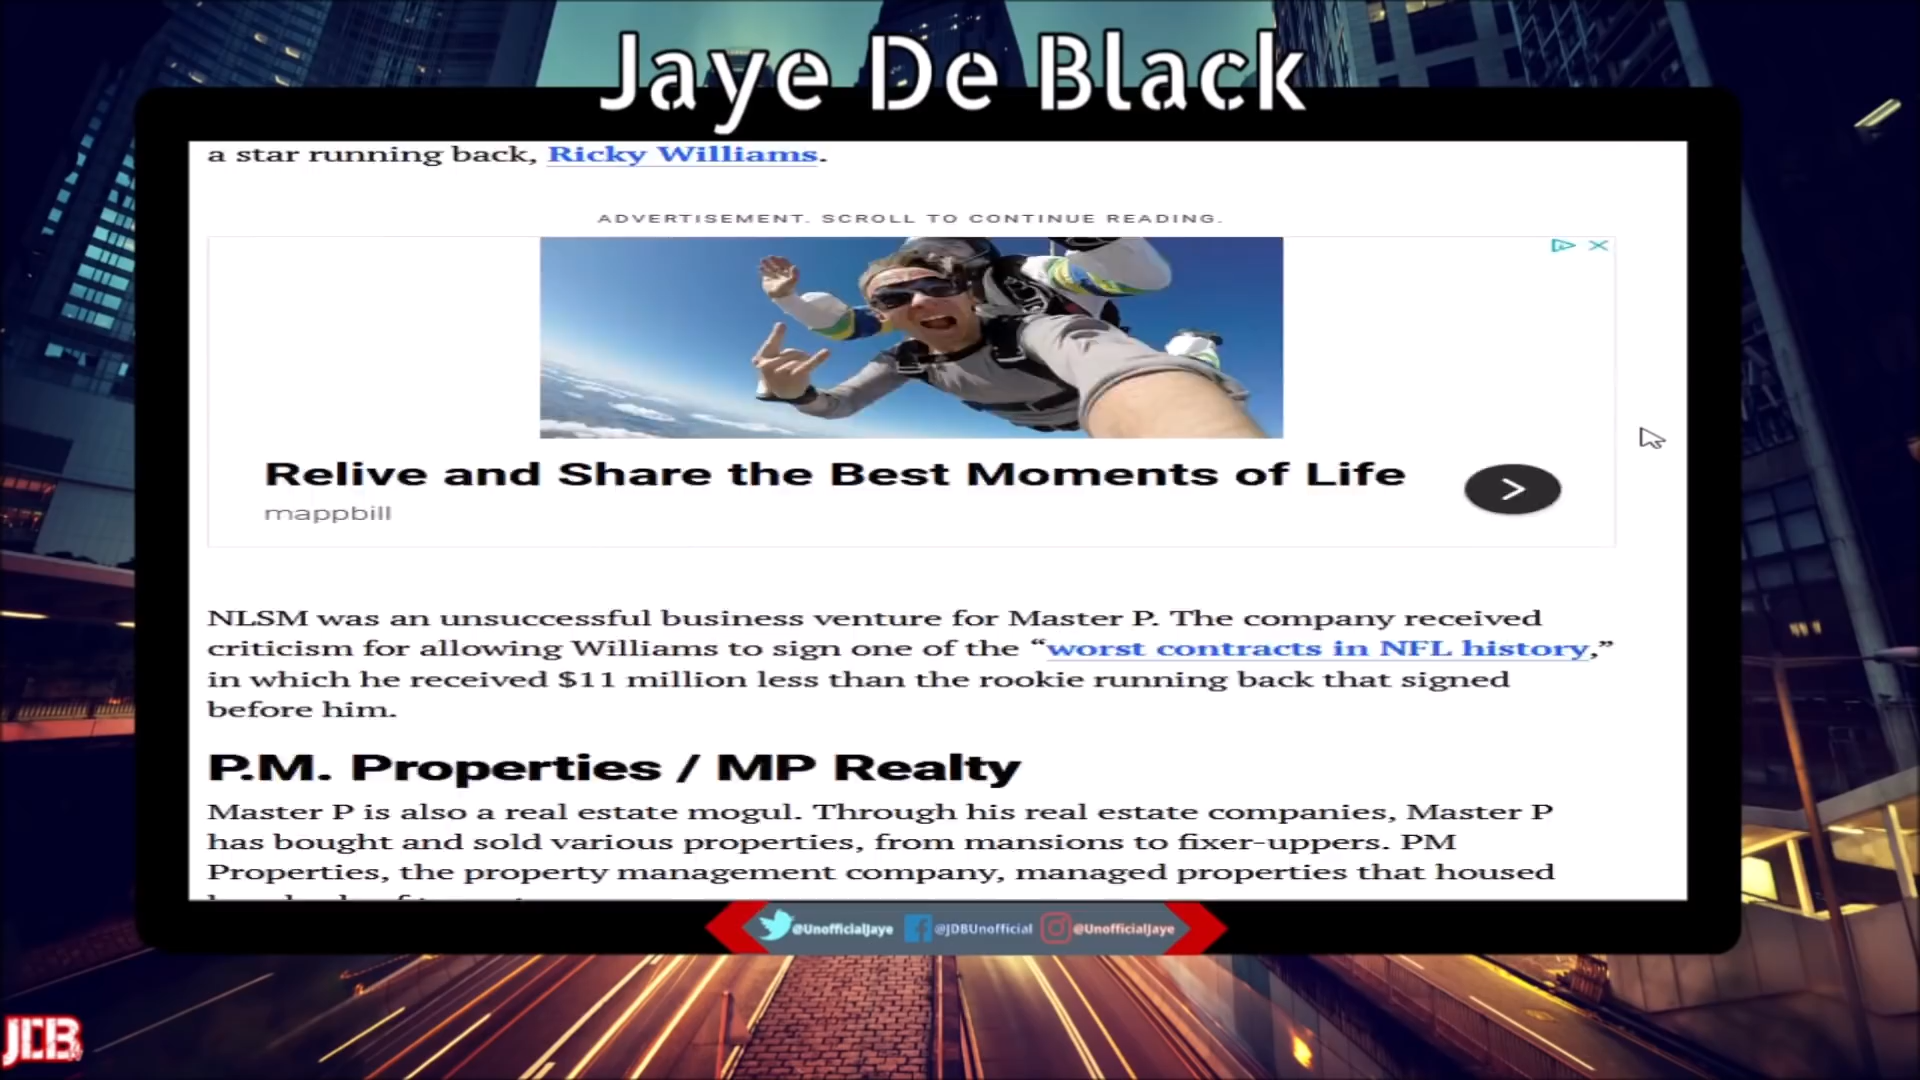 Jaye De Black
a star running back, Ricky Williams.
ADVERTISEMENT. SCROLL TO CONTINUE READING.
Relive and Share the Best Moments of Life
mappbill
NLSM was an unsuccessful business venture for Master P. The company received
criticism for allowing Williams to sign one of the “worst contracts in NFL history,”
in which he received $11 million less than the rookie running back that signed
before him.
P.M. Properties / MP Realty
Master P is also a real estate mogul. Through his real estate companies, Master P
has bought and sold various properties, from mansions to fixer-uppers. PM
Properties, the property management company, managed properties that housed
@UnofficialJaye @JDBUnofficial @UnofficialJaye